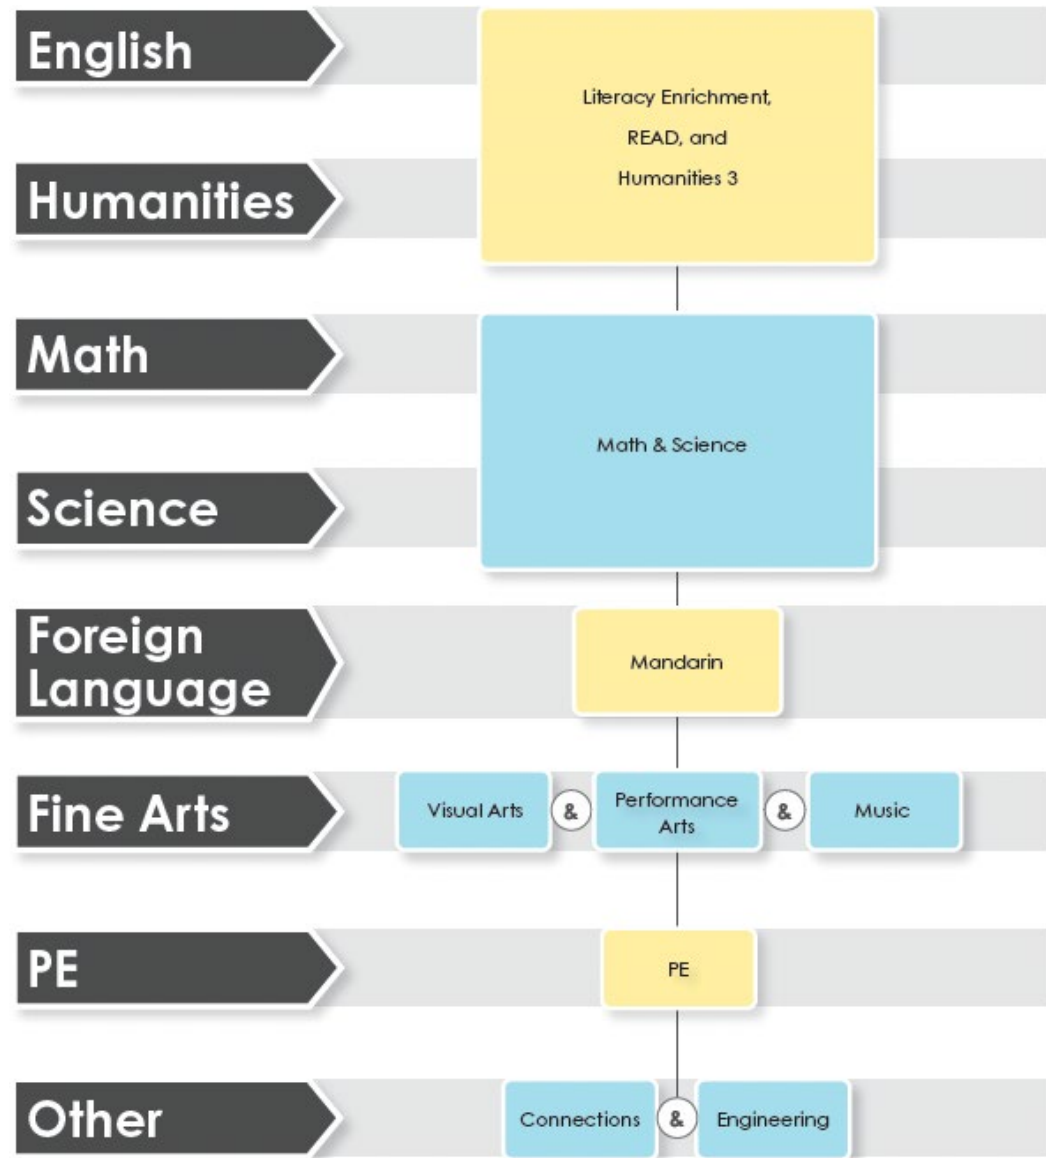 English
Literacy Enrichment,
READ, and
Humanities 3
Humanities
Math
Math & Science
Science
Foreign
Language
Mandarin
Fine Arts
Visual Arts
&
Performance
Arts
&
Music
PE
PE
Other
Connections
&
Engineering